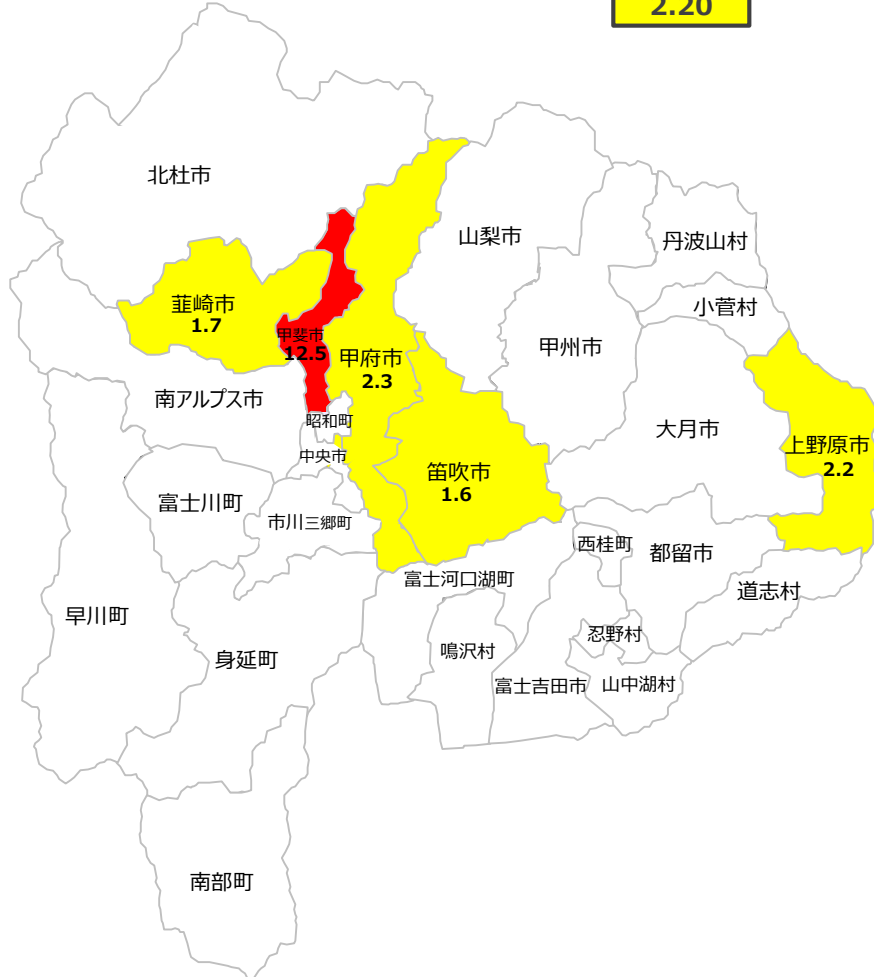 2.20
北杜市
山梨市
丹波山村
小菅村
韮崎市
1.7
甲斐市
12.5
甲府市
2.3
甲州市
南アルプス市
昭和町
大月市
上野原市
2.2
中央市
笛吹市
1.6
富士川町
市川三郷町
西桂町
都留市
富士河口湖町
道志村
早川町
忍野村
身延町
鳴沢村
富士吉田市
山中湖村
南部町